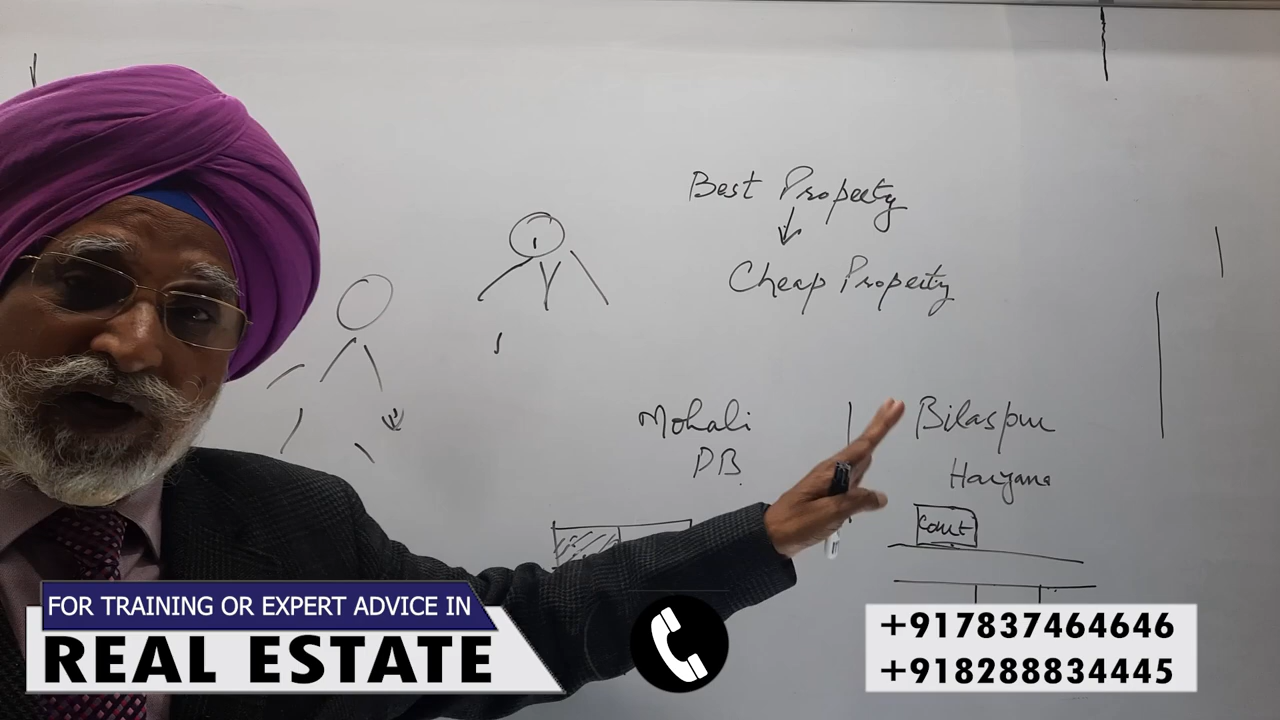 Best Property
Cheap Property
Mohali
PB
Bilaspur
Haryana
Court
FOR TRAINING OR EXPERT ADVICE IN
REAL ESTATE
+917837464646
+918288834445